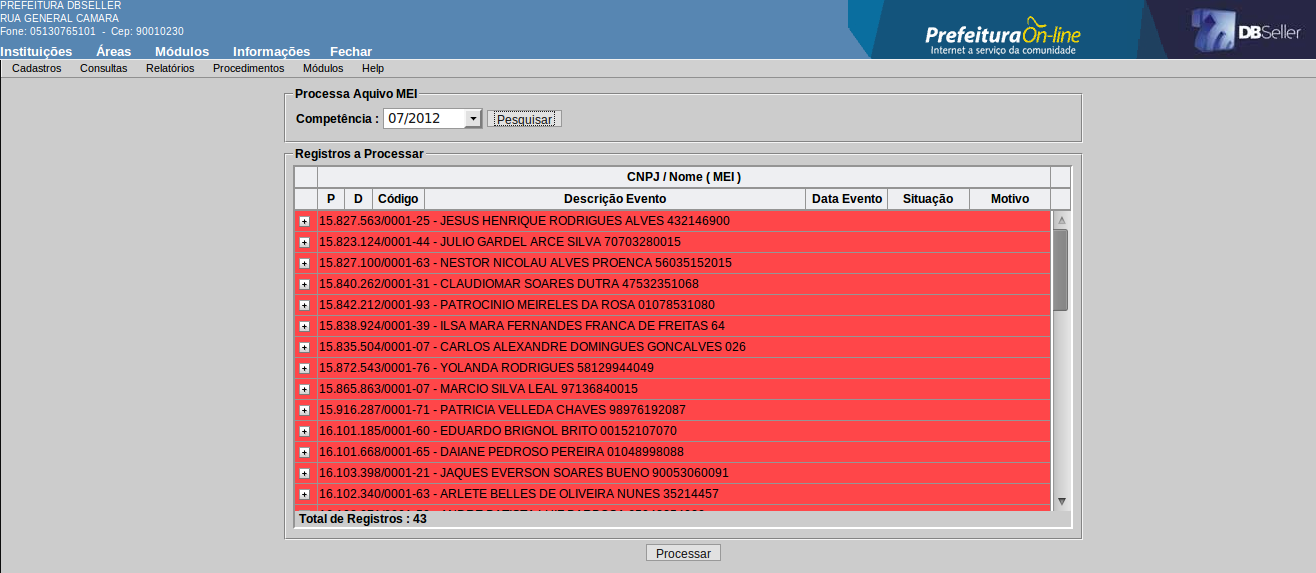 PREFEITURA DBSELLER
RUA GENERAL CAMARA
Fone: 05130765101 - Cep: 90010230
Prefeitura On-line
Internet a serviço da comunidade
DBSeller
Instituições Áreas Módulos Informações Fechar
Cadastros Consultas Relatórios Procedimentos Módulos Help
Processa Aquivo MEI
Competência : 07/2012 Pesquisar
Registros a Processar
CNPJ / Nome ( MEI )
P D Código Descrição Evento Data Evento Situação Motivo
15.827.563/0001-25 - JESUS HENRIQUE RODRIGUES ALVES 432146900
15.823.124/0001-44 - JULIO GARDEL ARCE SILVA 70703280015
15.827.100/0001-63 - NESTOR NICOLAU ALVES PROENCA 56035152015
15.840.262/0001-31 - CLAUDIOMAR SOARES DUTRA 47532351068
15.842.212/0001-93 - PATROCINIO MEIRELES DA ROSA 01078531080
15.838.924/0001-39 - ILSA MARA FERNANDES FRANCA DE FREITAS 64
15.835.504/0001-07 - CARLOS ALEXANDRE DOMINGUES GONCALVES 026
15.872.543/0001-76 - YOLANDA RODRIGUES 58129944049
15.865.863/0001-07 - MARCIO SILVA LEAL 97136840015
15.916.287/0001-71 - PATRICIA VELLEDA CHAVES 98976192087
16.101.185/0001-60 - EDUARDO BRIGNOL BRITO 00152107070
16.101.668/0001-65 - DAIANE PEDROSO PEREIRA 01048998088
16.103.398/0001-21 - JAQUES EVERSON SOARES BUENO 90053060091
16.102.340/0001-63 - ARLETE BELLES DE OLIVEIRA NUNES 35214457
Total de Registros : 43
Processar